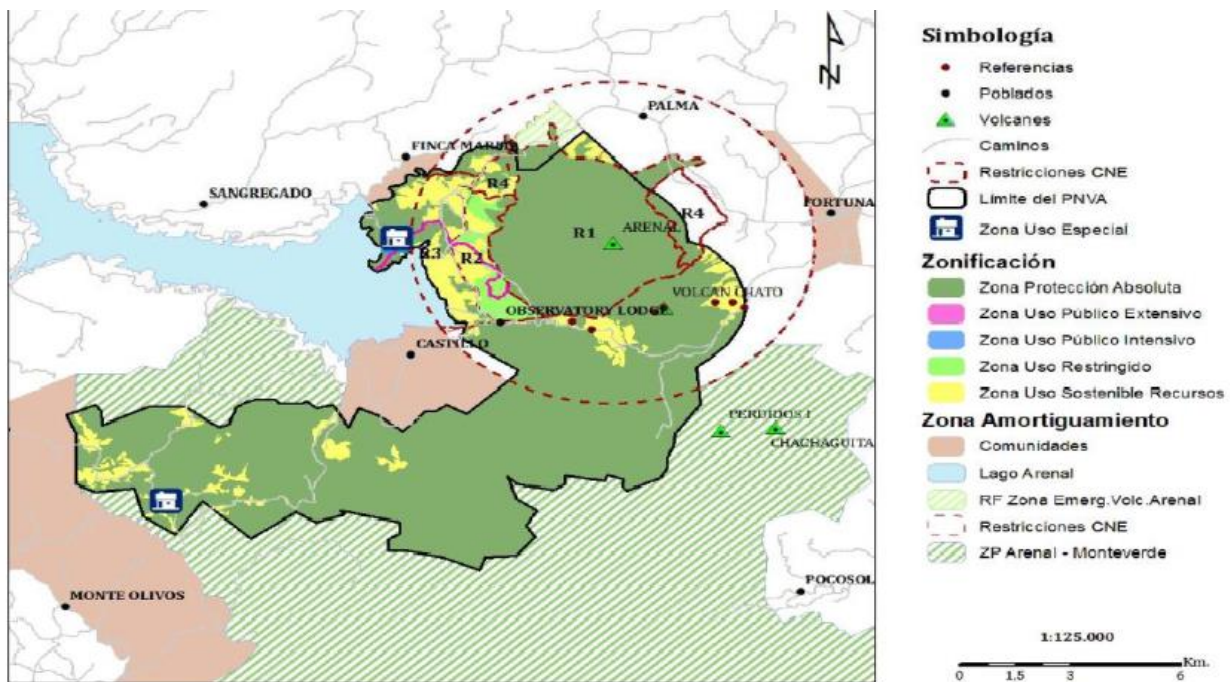 N
PALMA
FINCA MARI
SANGREGADO
R4
FORTUNA
R4
ARENAL
R1
R3
R2
VOLCAN CHATO
OBSERVATORY LODGE
CASTILLO
PERDIDOS I
CHACHAGUITA
POCOSOL
MONTE OLIVOS
Simbología
Referencias
Poblados
Volcanes
Caminos
Restricciones CNE
Límite del PNVA
Zona Uso Especial
Zonificación
Zona Protección Absoluta
Zona Uso Público Extensivo
Zona Uso Público Intensivo
Zona Uso Restringido
Zona Uso Sostenible Recursos
Zona Amortiguamiento
Comunidades
Lago Arenal
RF Zona Emerg.Volc.Arenal
Restricciones CNE
ZP Arenal - Monteverde
1:125.000
Km.
0 1,5 3 6